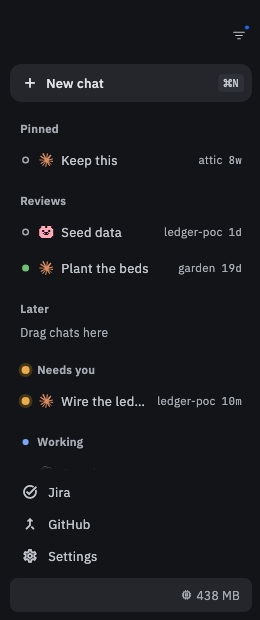 New chat ⌘N
Pinned
Keep this attic 8w
Reviews
Seed data ledger-poc 1d
Plant the beds garden 19d
Later
Drag chats here
Needs you
Wire the led... ledger-poc 10m
Working
Jira
GitHub
Settings
438 MB